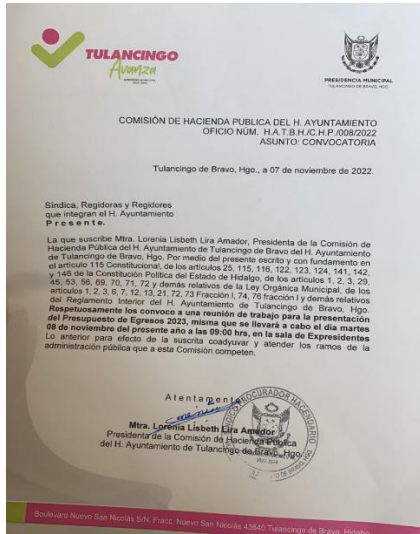 TULANCINGO
Avanza
PRESIDENCIA MUNICIPAL
TULANCINGO DE BRAVO, HGO.
COMISIÓN DE HACIENDA PUBLICA DEL H. AYUNTAMIENTO
OFICIO NÚM. H.A.T.B.H/C.H.P./008/2022
ASUNTO: CONVOCATORIA
Tulancingo de Bravo, Hgo., a 07 de noviembre de 2022.
Síndica, Regidoras y Regidores
que integran el H. Ayuntamiento
Presente.
La que suscribe Mtra. Lorenia Lisbeth Lira Amador, Presidenta de la Comisión de
Hacienda Pública del H. Ayuntamiento de Tulancingo de Bravo del H. Ayuntamiento
de Tulancingo de Bravo, Hgo. Por medio del presente escrito y con fundamento en
el artículo 115 Constitucional, de los artículos 25, 115, 116, 122, 123, 124, 141, 142,
y 146 de la Constitución Política del Estado de Hidalgo, de los artículos 1, 2, 3, 29,
45, 53, 56, 69, 70, 71, 72 y demás relativos de la Ley Orgánica Municipal, de los
artículos 1, 2, 3, 6, 7, 12, 13, 21, 72, 73 Fracción I, 74, 76 fracción I y demás relativos
del Reglamento Interior del H. Ayuntamiento de Tulancingo de Bravo, Hgo.
Respetuosamente los convoco a una reunión de trabajo para la presentación
del Presupuesto de Egresos 2023, misma que se llevará a cabo el día martes
08 de noviembre del presente año a las 09:00 hrs, en la sala de Expresidentes
Lo anterior para efecto de la suscrita coadyuvar y atender los ramos de la
administración pública que a esta Comisión competen.
Atentamente
Mtra. Lorenia Lisbeth Lira Amador
Presidenta de la Comisión de Hacienda Pública
del H. Ayuntamiento de Tulancingo de Bravo, Hgo.
SÍNDICO PROCURADOR HACENDARIO
Boulevard Nuevo San Nicolás S/N, Fracc. Nuevo San Nicolás 43640 Tulancingo de Bravo, Hidalgo